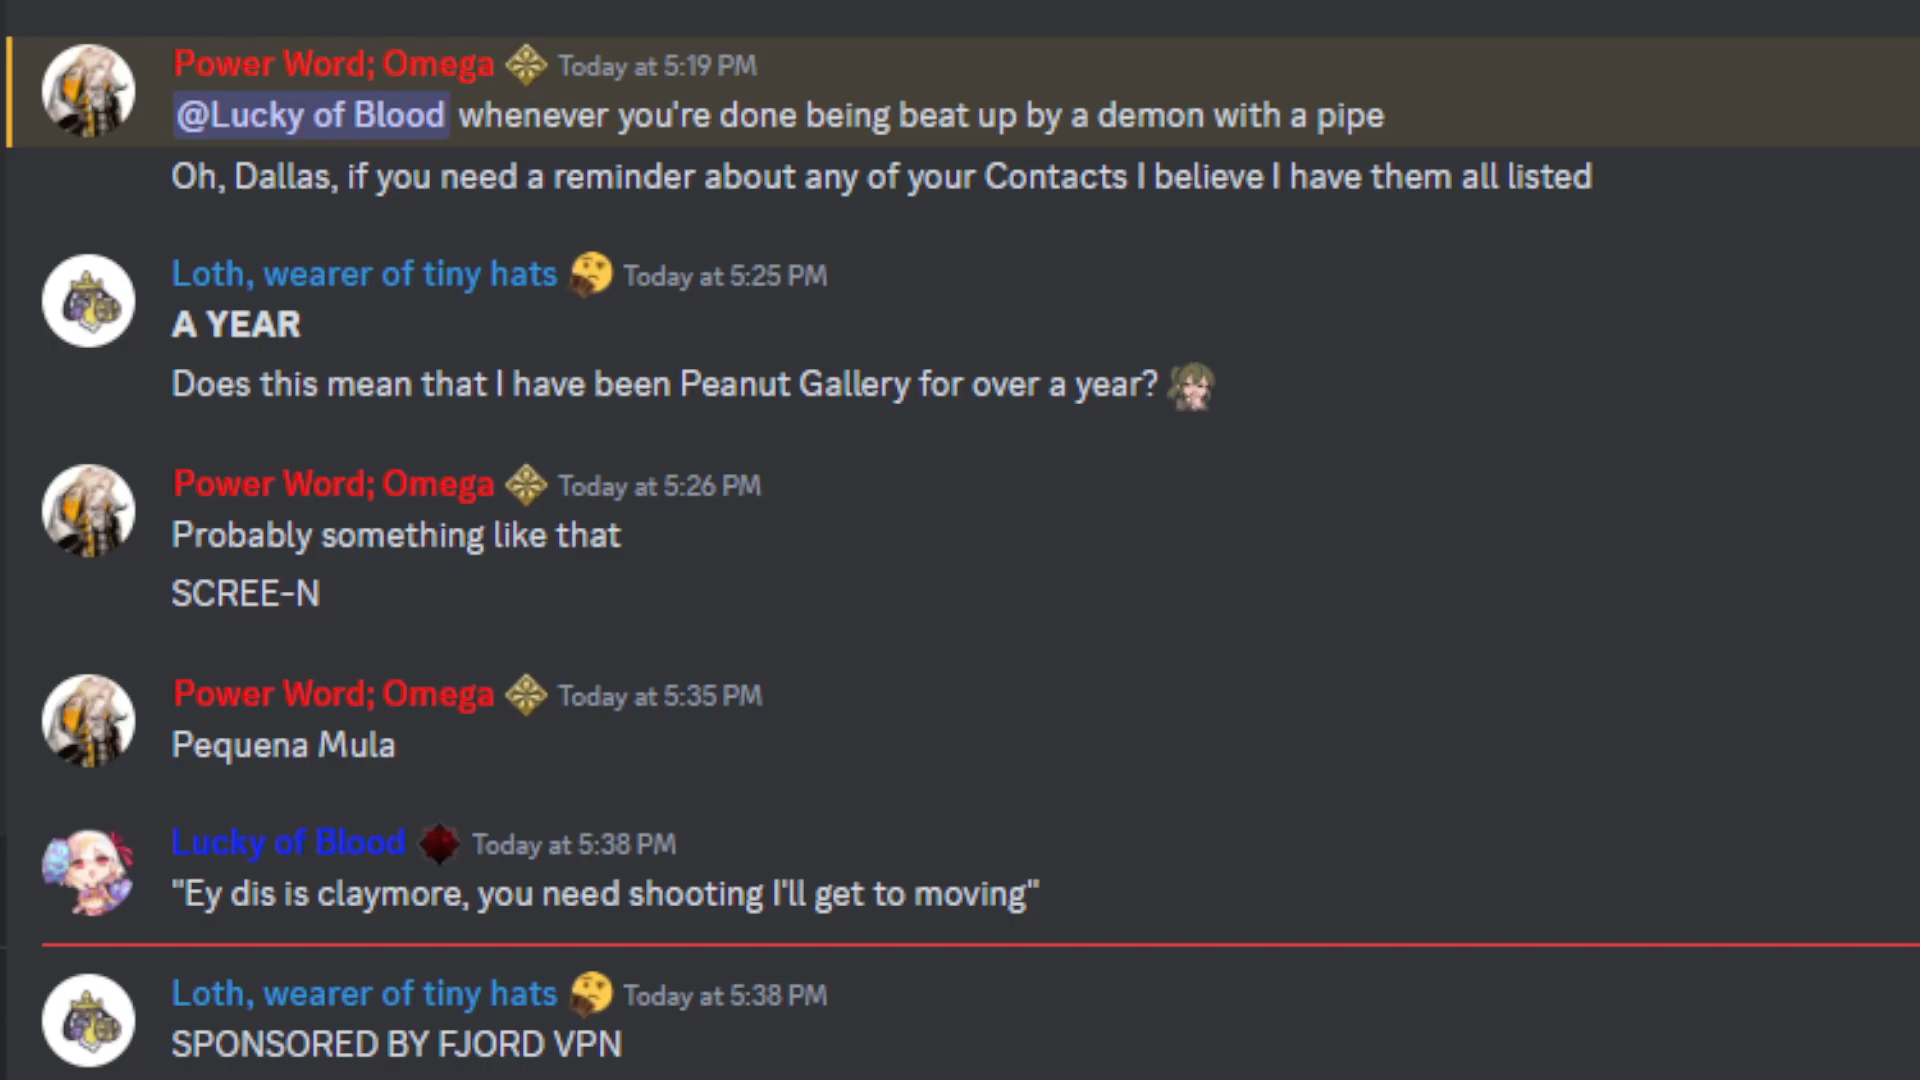 Power Word; Omega Today at 5:19 PM
@Lucky of Blood whenever you're done being beat up by a demon with a pipe
Oh, Dallas, if you need a reminder about any of your Contacts I believe I have them all listed
Loth, wearer of tiny hats Today at 5:25 PM
A YEAR
Does this mean that I have been Peanut Gallery for over a year?
Power Word; Omega Today at 5:26 PM
Probably something like that
SCREE-N
Power Word; Omega Today at 5:35 PM
Pequena Mula
Lucky of Blood Today at 5:38 PM
"Ey dis is claymore, you need shooting I'll get to moving"
Loth, wearer of tiny hats Today at 5:38 PM
SPONSORED BY FJORD VPN